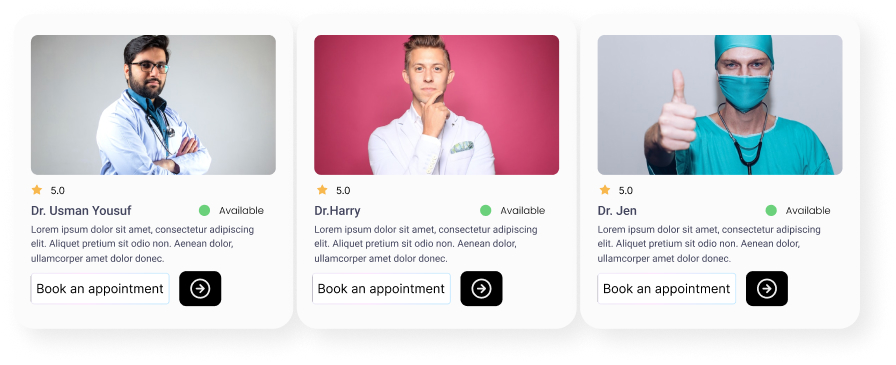 5.0
Dr. Usman Yousuf
Available
Lorem ipsum dolor sit amet, consectetur adipiscing
elit. Aliquet pretium sit odio non. Aenean dolor,
ullamcorper amet dolor donec.
Book an appointment
5.0
Dr.Harry
Available
Lorem ipsum dolor sit amet, consectetur adipiscing
elit. Aliquet pretium sit odio non. Aenean dolor,
ullamcorper amet dolor donec.
Book an appointment
5.0
Dr. Jen
Available
Lorem ipsum dolor sit amet, consectetur adipiscing
elit. Aliquet pretium sit odio non. Aenean dolor,
ullamcorper amet dolor donec.
Book an appointment